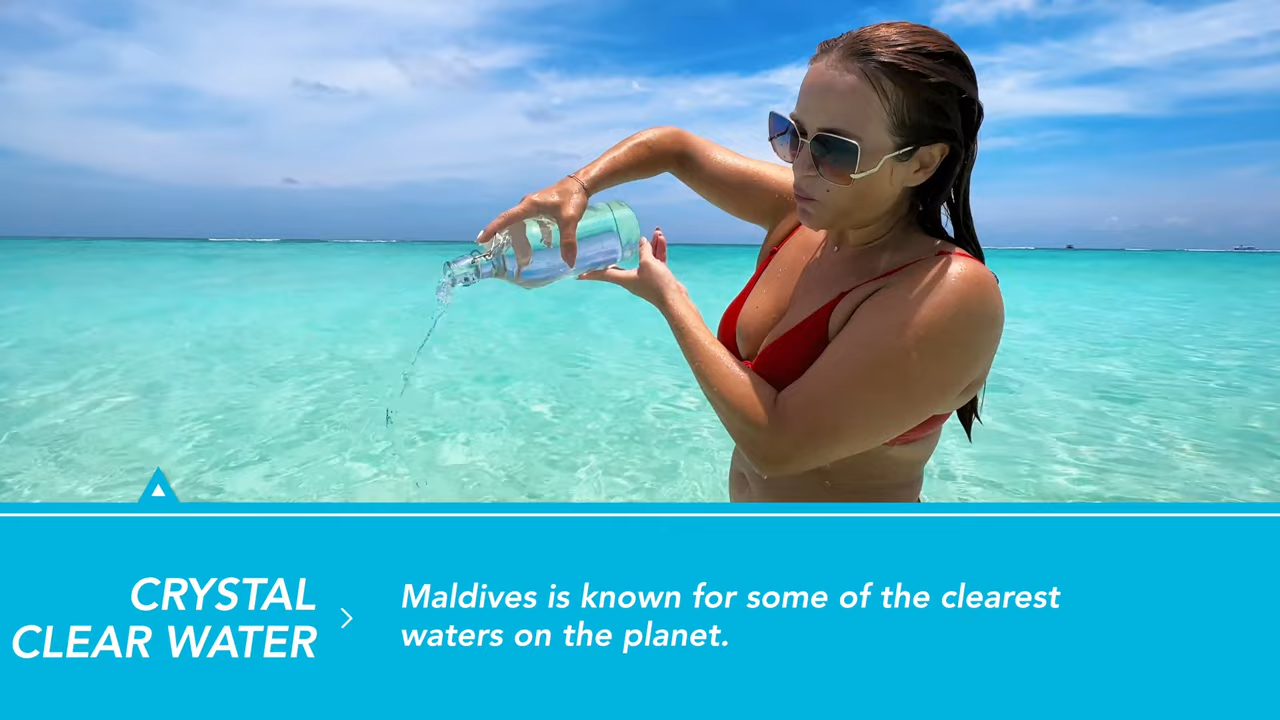 CRYSTAL
CLEAR WATER
Maldives is known for some of the clearest
waters on the planet.